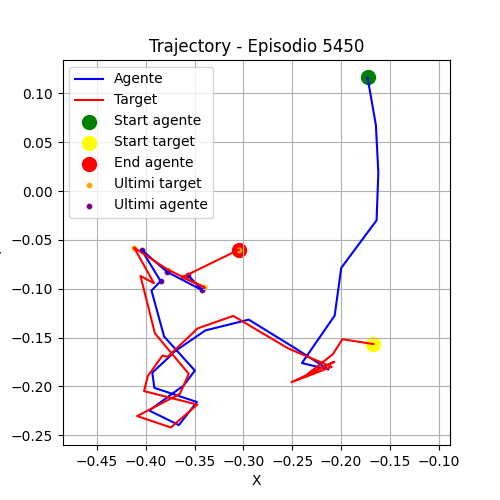 Trajectory - Episodio 5450
Agente
Target
Start agente
Start target
End agente
Ultimi target
Ultimi agente
0.10
0.05
0.00
−0.05
−0.10
−0.15
−0.20
−0.25
−0.45 −0.40 −0.35 −0.30 −0.25 −0.20 −0.15 −0.10
X